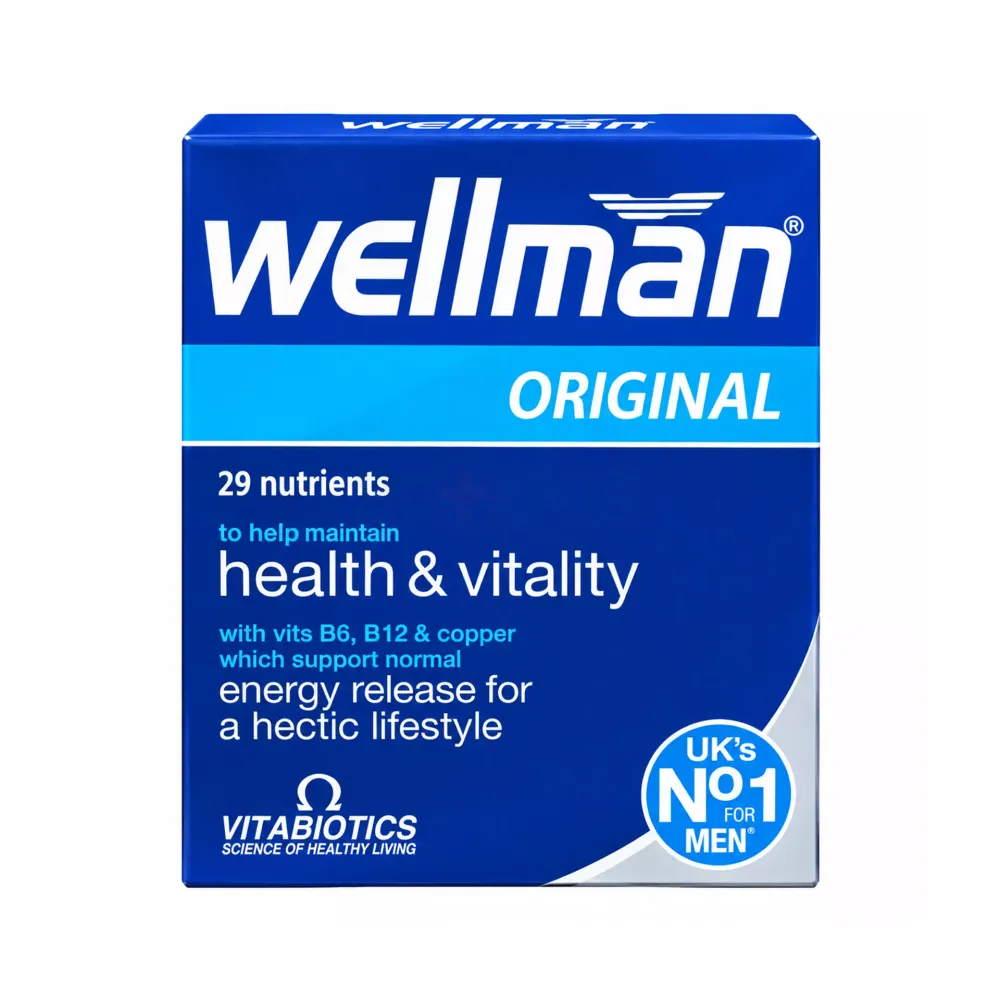 wellman
wellman®
ORIGINAL
29 nutrients
to help maintain
health & vitality
with vits B6, B12 & copper
which support normal
energy release for
a hectic lifestyle
VITABIOTICS
SCIENCE OF HEALTHY LIVING
UK's
No1
FOR
MEN®